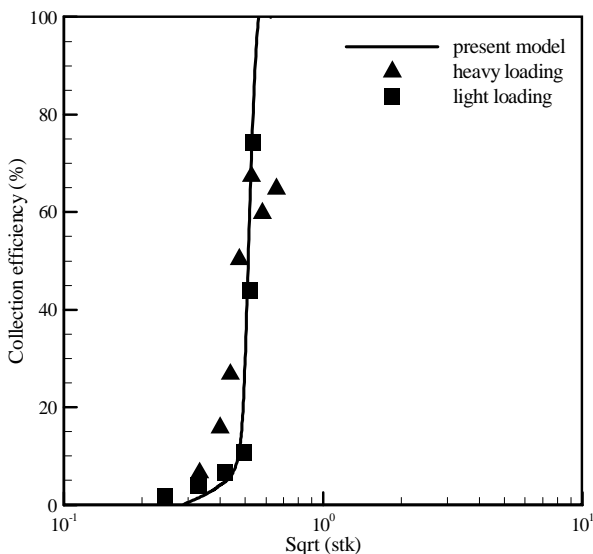 100
80
60
40
20
0
Collection efficiency (%)
present model
heavy loading
light loading
10⁻¹
10⁰
10¹
Sqrt (stk)